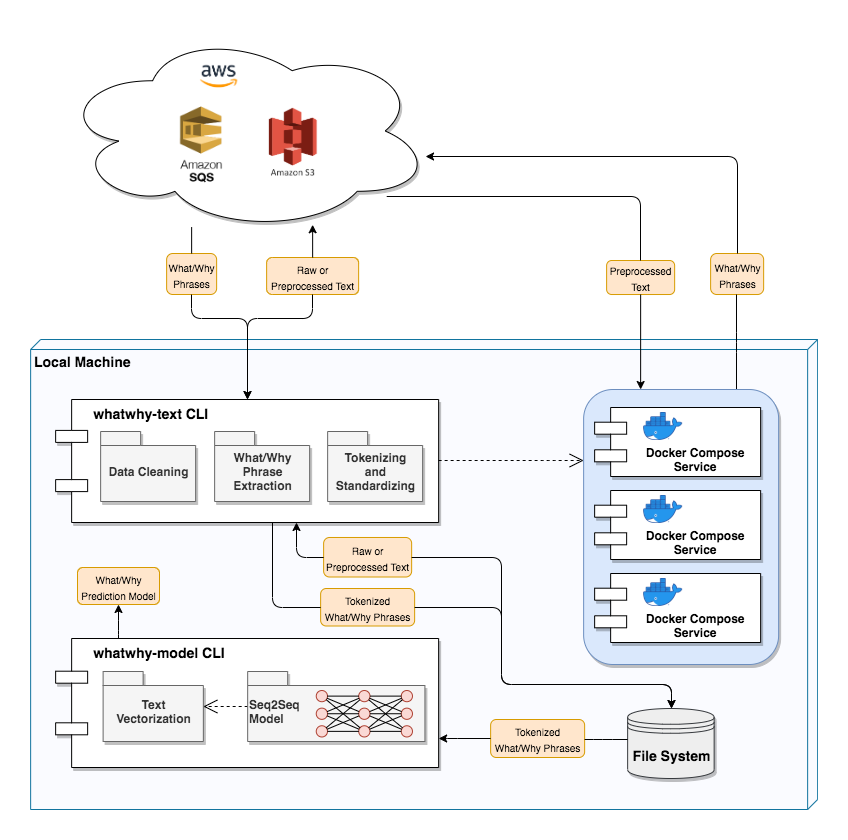 aws
Amazon
SQS
Amazon S3
What/Why
Phrases
Raw or
Preprocessed Text
Preprocessed
Text
What/Why
Phrases
Local Machine
whatwhy-text CLI
Data Cleaning
What/Why
Phrase
Extraction
Tokenizing
and
Standardizing
Docker Compose
Service
Docker Compose
Service
Docker Compose
Service
Raw or
Preprocessed Text
Tokenized
What/Why Phrases
What/Why
Prediction Model
whatwhy-model CLI
Text
Vectorization
Seq2Seq
Model
Tokenized
What/Why Phrases
File System